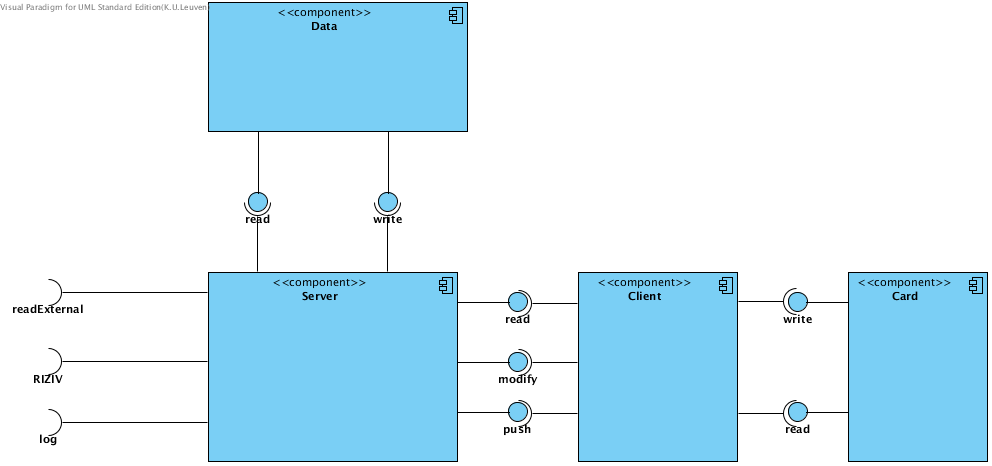 Visual Paradigm for UML Standard Edition(K.U.Leuven)
<<component>>
Data
read
write
<<component>>
Server
<<component>>
Client
<<component>>
Card
readExternal
read
write
RIZIV
modify
log
push
read